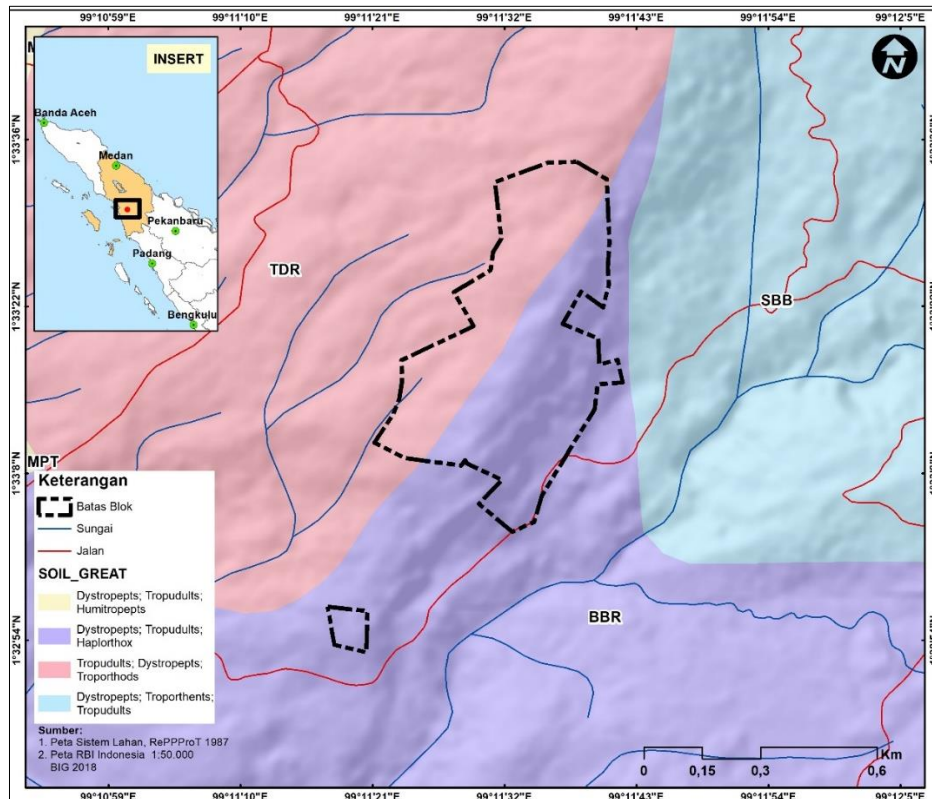 99°10'59"E 99°11'10"E 99°11'21"E 99°11'32"E 99°11'43"E 99°11'54"E 99°12'5"E
INSERT
N
Banda Aceh
Medan
Pekanbaru
Padang
Bengkulu
1°33'36"N
1°33'22"N
1°33'8"N
1°32'54"N
TDR
SBB
MPT
BBR
Keterangan
Batas Blok
Sungai
Jalan
SOIL_GREAT
Dystropepts; Tropudults;
Humitropepts
Dystropepts; Tropudults;
Haplorthox
Tropudults; Dystropepts;
Troporthods
Dystropepts; Troporthents;
Tropudults
Sumber:
1. Peta Sistem Lahan, RePPProT 1987
2. Peta RBI Indonesia 1:50.000
BIG 2018
Km
0 0,15 0,3 0,6
99°10'59"E 99°11'10"E 99°11'21"E 99°11'32"E 99°11'43"E 99°11'54"E 99°12'5"E